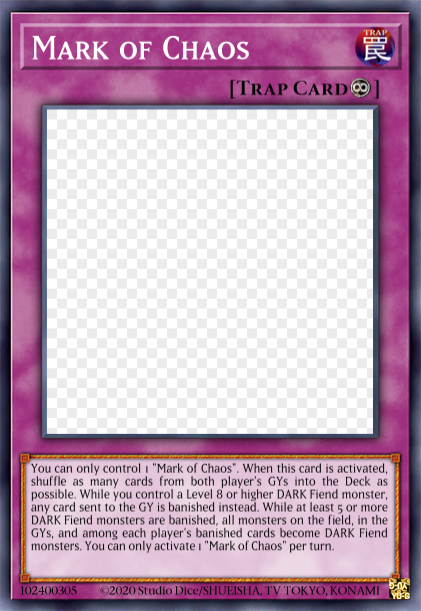 Mark of Chaos
TRAP
罠
[Trap Card]
You can only control 1 "Mark of Chaos". When this card is activated,
shuffle as many cards from both player's GYs into the Deck as
possible. While you control a Level 8 or higher DARK Fiend monster,
any card sent to the GY is banished instead. While at least 5 or more
DARK Fiend monsters are banished, all monsters on the field, in the
GYs, and among each player's banished cards become DARK Fiend
monsters. You can only activate 1 "Mark of Chaos" per turn.
102400305 ©2020 Studio Dice/SHUEISHA, TV TOKYO, KONAMI